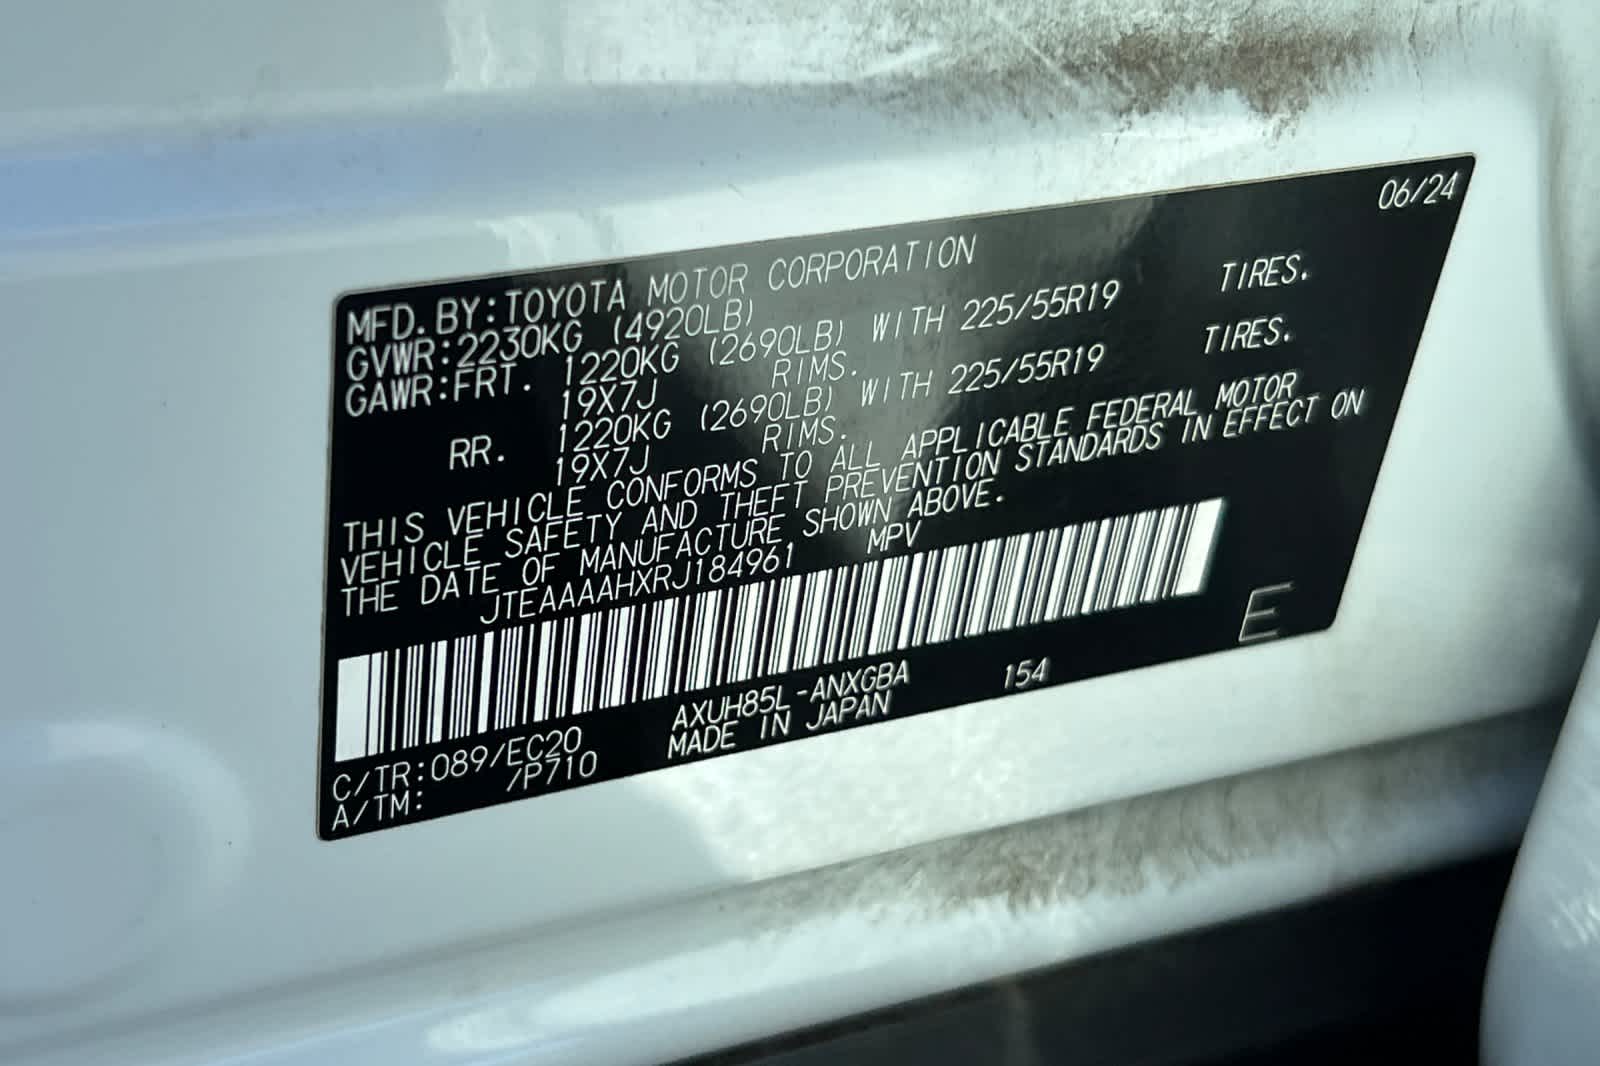 06/24
MFD. BY:TOYOTA MOTOR CORPORATION
GVWR:2230KG (4920LB)
GAWR:FRT. 1220KG (2690LB) WITH 225/55R19 TIRES.
19X7J RIMS.
RR. 1220KG (2690LB) WITH 225/55R19 TIRES.
19X7J RIMS.
THIS VEHICLE CONFORMS TO ALL APPLICABLE FEDERAL MOTOR
VEHICLE SAFETY AND THEFT PREVENTION STANDARDS IN EFFECT ON
THE DATE OF MANUFACTURE SHOWN ABOVE.
JTEAAAAHXRJ184961 MPV
E
C/TR:089/EC20 AXUH85L-ANXGBA 154
A/TM: /P710 MADE IN JAPAN